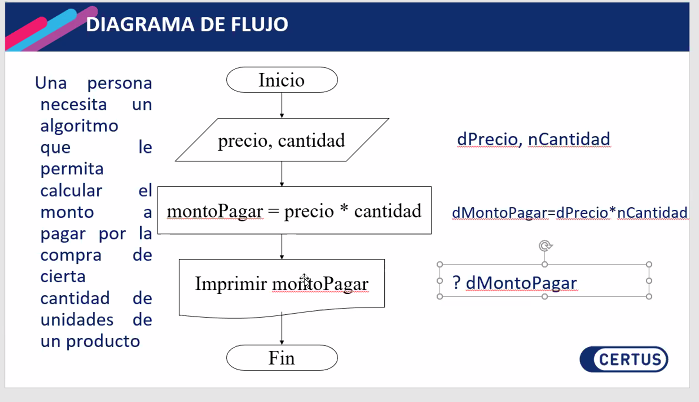 DIAGRAMA DE FLUJO
Una persona
necesita un
algoritmo
que le
permita
calcular el
monto a
pagar por la
compra de
cierta
cantidad de
unidades de
un producto
Inicio
precio, cantidad
montoPagar = precio * cantidad
Imprimir montoPagar
Fin
dPrecio, nCantidad
dMontoPagar=dPrecio*nCantidad
? dMontoPagar
CERTUS